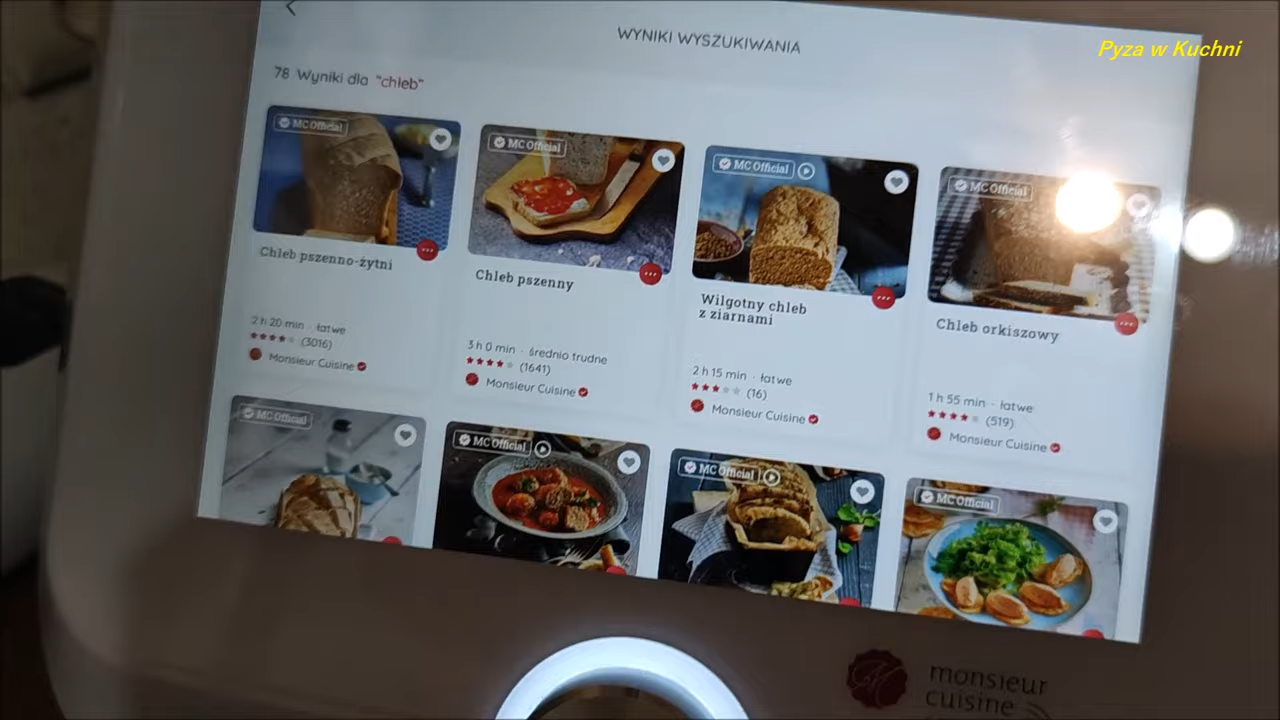 Pyza w Kuchni
WYNIKI WYSZUKIWANIA
78 Wyniki dla "chleb"
MC Official
MC Official
MC Official
MC Official
Chleb pszenno-żytni
2 h 20 min · łatwe
(3016)
Monsieur Cuisine
Chleb pszenny
3 h 0 min · średnio trudne
(1641)
Monsieur Cuisine
Wilgotny chleb
z ziarnami
2 h 15 min · łatwe
(16)
Monsieur Cuisine
Chleb orkiszowy
1 h 55 min · łatwe
(519)
Monsieur Cuisine
MC Official
MC Official
MC Official
MC Official
monsieur
cuisine